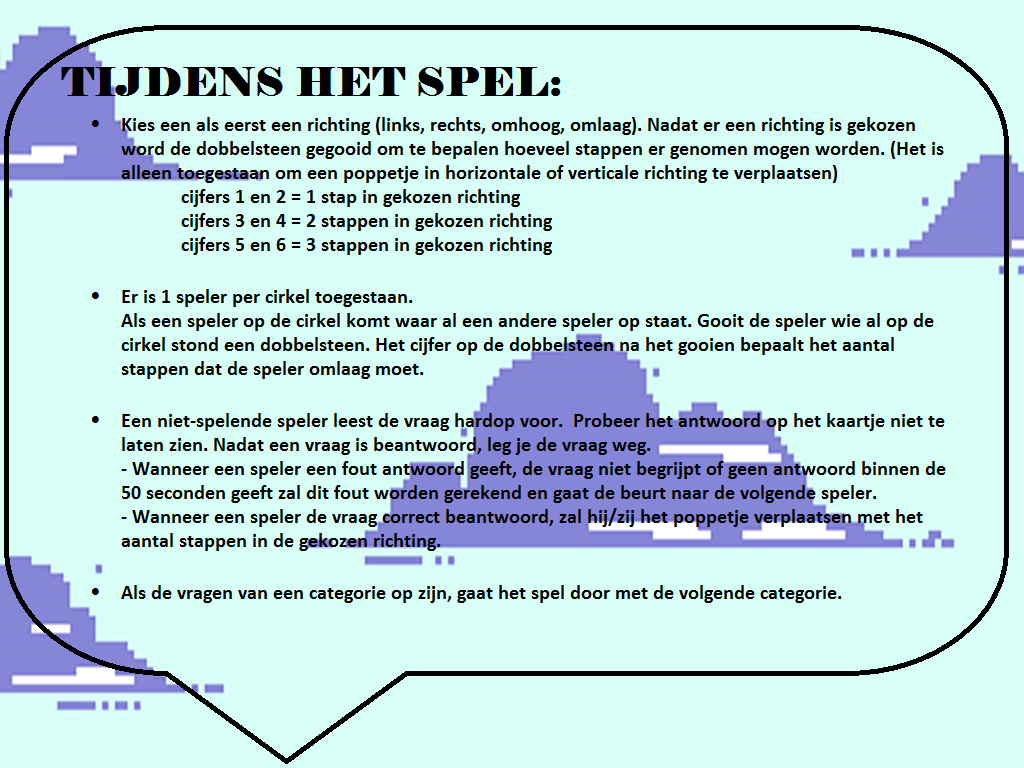 TIJDENS HET SPEL:
• Kies een als eerst een richting (links, rechts, omhoog, omlaag). Nadat er een richting is gekozen
word de dobbelsteen gegooid om te bepalen hoeveel stappen er genomen mogen worden. (Het is
alleen toegestaan om een poppetje in horizontale of verticale richting te verplaatsen)
cijfers 1 en 2 = 1 stap in gekozen richting
cijfers 3 en 4 = 2 stappen in gekozen richting
cijfers 5 en 6 = 3 stappen in gekozen richting
• Er is 1 speler per cirkel toegestaan.
Als een speler op de cirkel komt waar al een andere speler op staat. Gooit de speler wie al op de
cirkel stond een dobbelsteen. Het cijfer op de dobbelsteen na het gooien bepaalt het aantal
stappen dat de speler omlaag moet.
• Een niet-spelende speler leest de vraag hardop voor.  Probeer het antwoord op het kaartje niet te
laten zien. Nadat een vraag is beantwoord, leg je de vraag weg.
- Wanneer een speler een fout antwoord geeft, de vraag niet begrijpt of geen antwoord binnen de
50 seconden geeft zal dit fout worden gerekend en gaat de beurt naar de volgende speler.
- Wanneer een speler de vraag correct beantwoord, zal hij/zij het poppetje verplaatsen met het
aantal stappen in de gekozen richting.
• Als de vragen van een categorie op zijn, gaat het spel door met de volgende categorie.